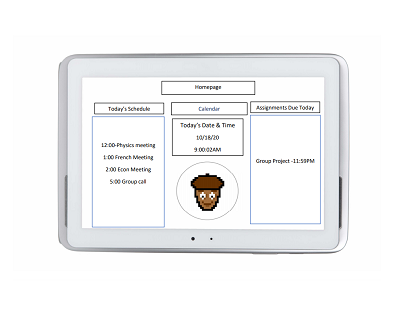 Homepage
Today's Schedule
12:00-Physics meeting
1:00 French Meeting
2:00 Econ Meeting
5:00 Group call
Calendar
Today's Date & Time
10/18/20
9:00:02AM
Assignments Due Today
Group Project -11:59PM